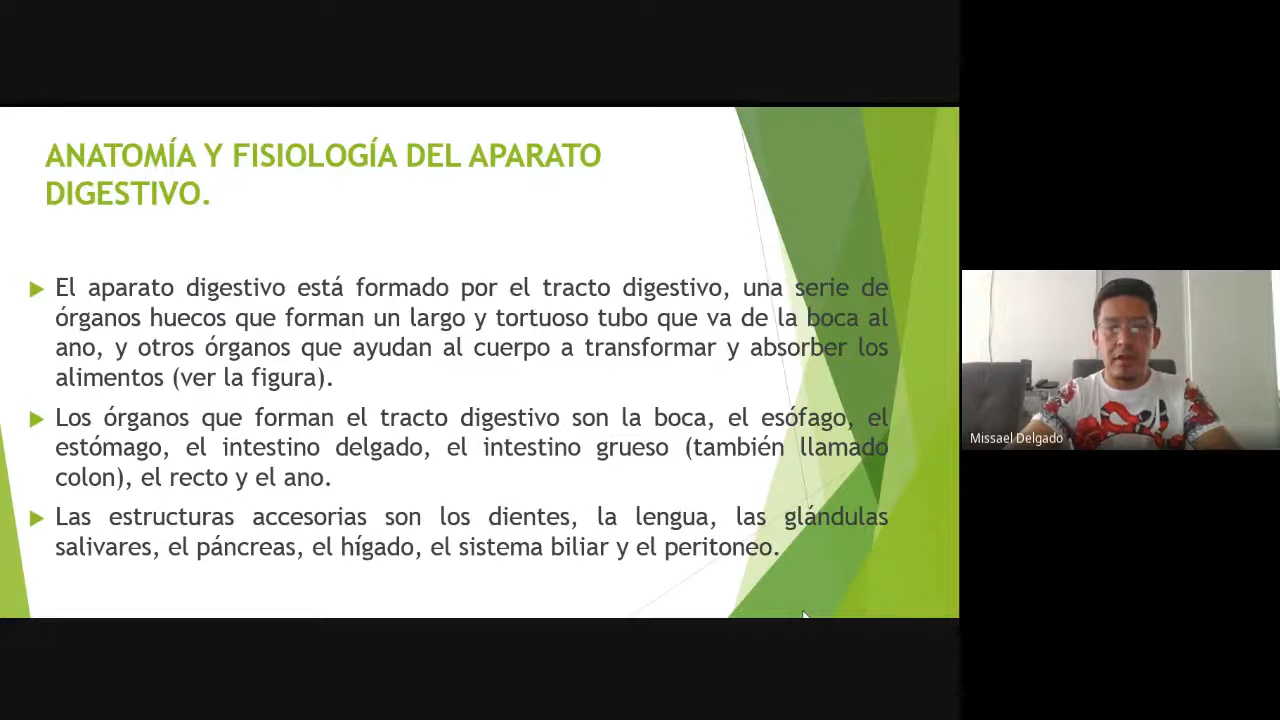 ANATOMÍA Y FISIOLOGÍA DEL APARATO
DIGESTIVO.
El aparato digestivo está formado por el tracto digestivo, una serie de
órganos huecos que forman un largo y tortuoso tubo que va de la boca al
ano, y otros órganos que ayudan al cuerpo a transformar y absorber los
alimentos (ver la figura).
Los órganos que forman el tracto digestivo son la boca, el esófago, el
estómago, el intestino delgado, el intestino grueso (también llamado
colon), el recto y el ano.
Las estructuras accesorias son los dientes, la lengua, las glándulas
salivares, el páncreas, el hígado, el sistema biliar y el peritoneo.
Missael Delgado